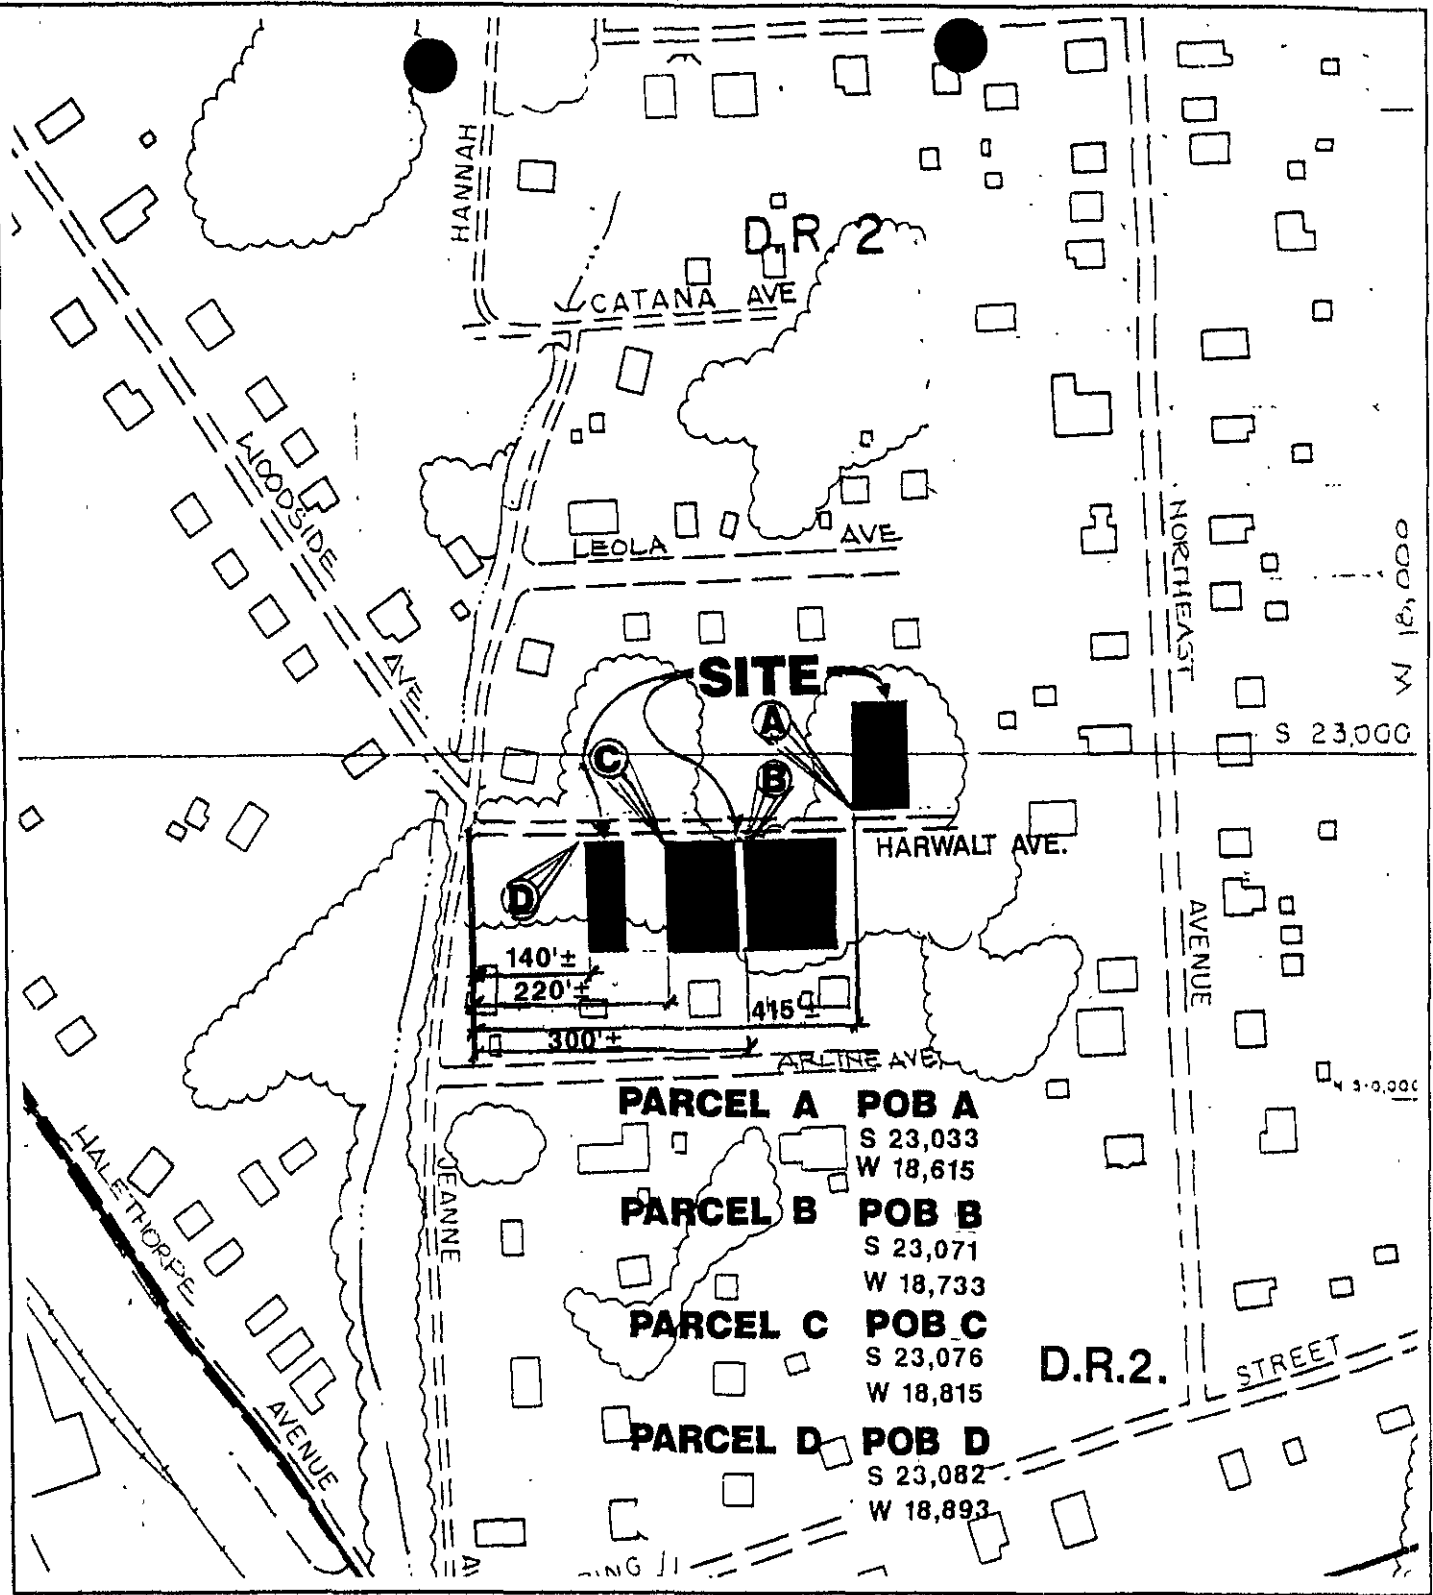 HANNAH
D.R 2
CATANA AVE
WOODSIDE AVE.
LEOLA AVE
NORTHEAST AVENUE
W 18,000
SITE
A
S 23,000
C
B
HARWALT AVE.
D
140'±
220'±
415'±
300'±
ARLINE AVE.
PARCEL A POB A
S 23,033
W 18,615
JEANNE
HALETHORPE AVENUE
PARCEL B POB B
S 23,071
W 18,733
PARCEL C POB C
S 23,076
W 18,815
D.R.2.
STREET
PARCEL D POB D
S 23,082
W 18,893